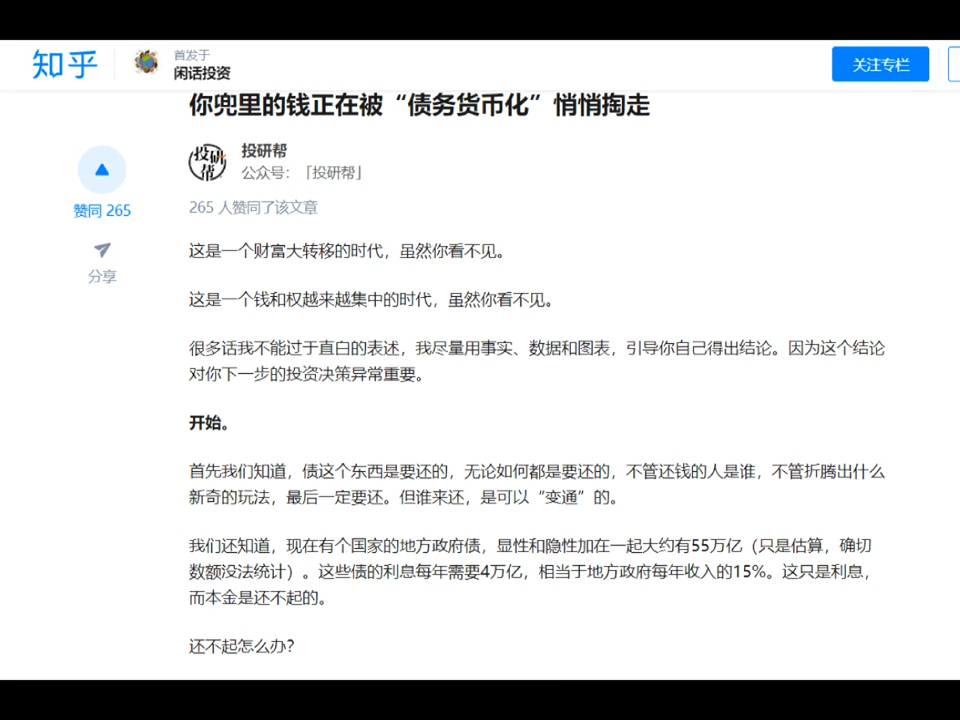 知乎
首发于
闲话投资
关注专栏
你兜里的钱正在被“债务货币化”悄悄掏走
投研帮
投研帮
公众号：「投研帮」
赞同 265
265 人赞同了该文章
分享
这是一个财富大转移的时代，虽然你看不见。
这是一个钱和权越来越集中的时代，虽然你看不见。
很多话我不能过于直白的表述，我尽量用事实、数据和图表，引导你自己得出结论。因为这个结论
对你下一步的投资决策异常重要。
开始。
首先我们知道，债这个东西是要还的，无论如何都是要还的，不管还钱的人是谁，不管折腾出什么
新奇的玩法，最后一定要还。但谁来还，是可以“变通”的。
我们还知道，现在有个国家的地方政府债，显性和隐性加在一起大约有55万亿（只是估算，确切
数额没法统计）。这些债的利息每年需要4万亿，相当于地方政府每年收入的15%。这只是利息，
而本金是还不起的。
还不起怎么办？